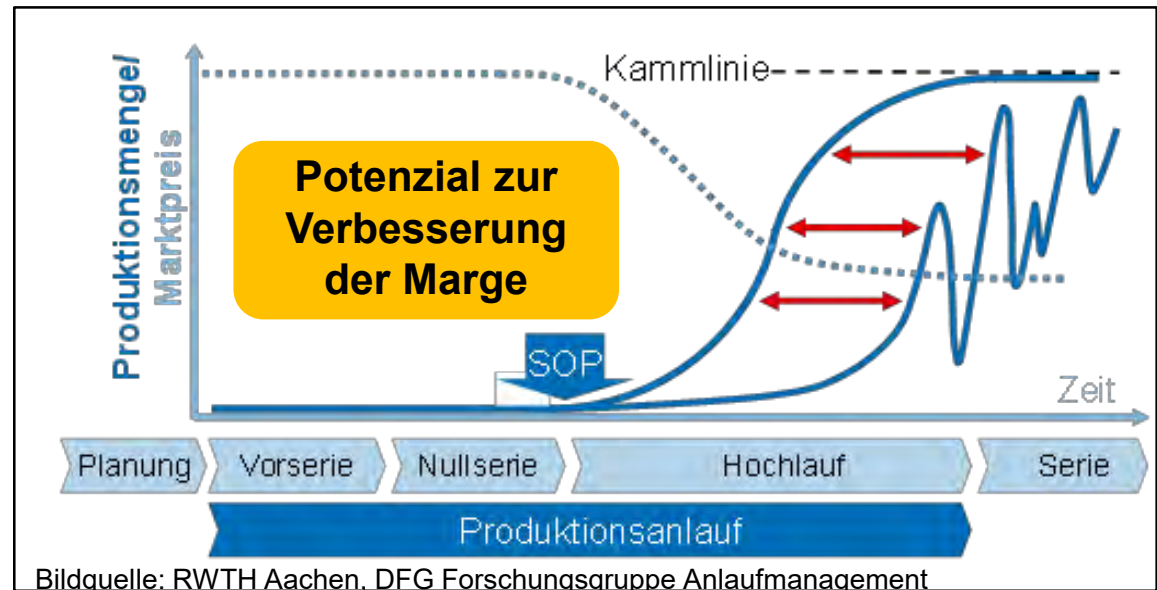 Produktionsmenge/
Marktpreis
Kammlinie
Potenzial zur
Verbesserung
der Marge
SOP
Zeit
Planung
Vorserie
Nullserie
Hochlauf
Serie
Produktionsanlauf
Bildquelle: RWTH Aachen, DFG Forschungsgruppe Anlaufmanagement